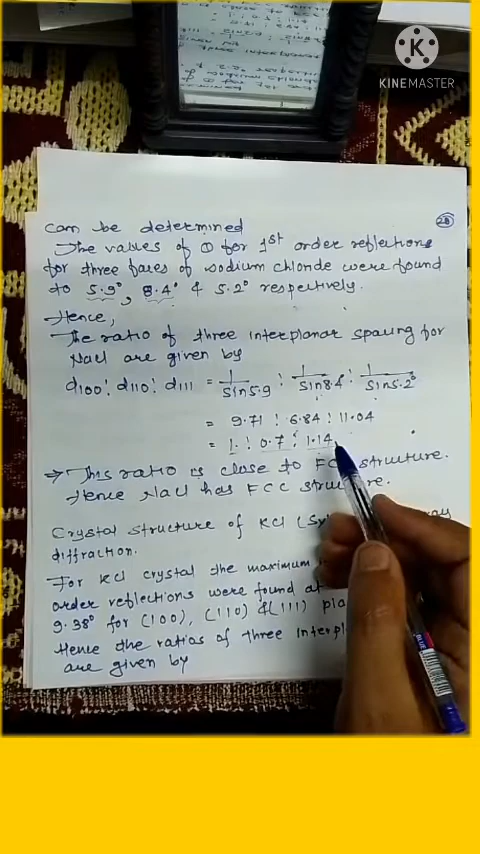 KINEMASTER
28
can be determined
The values of θ for 1st order reflections
for three faces of sodium chlonde were found
to 5.9°, 8.4° & 5.2° respectively.
Hence,
The ratio of three interplanar spacing for
Nacl are given by
d100 : d110 : d111 = 1/Sin5.9 : 1/Sin8.4 : 1/Sin5.2°
= 9.71 : 6.84 : 11.04
= 1 : 0.7 : 1.14
→ This ratio is close to FCC structure.
Hence Nacl has FCC structure.
Crystal structure of KCl
diffraction.
For KCl crystal the maximum
order reflections were found at
9.38° for (100), (110) & (111)
Hence the ratios of three
are given by